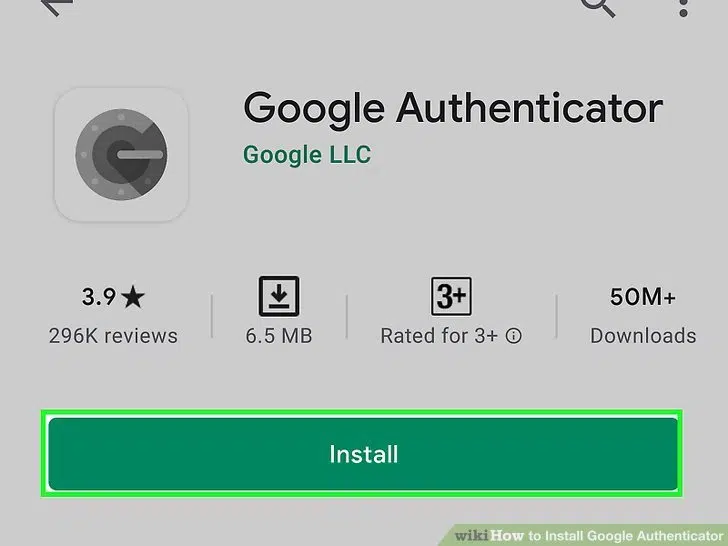 Google Authenticator
Google LLC
3.9★
296K reviews
6.5 MB
3+
Rated for 3+
50M+
Downloads
Install
wikiHow to Install Google Authenticator